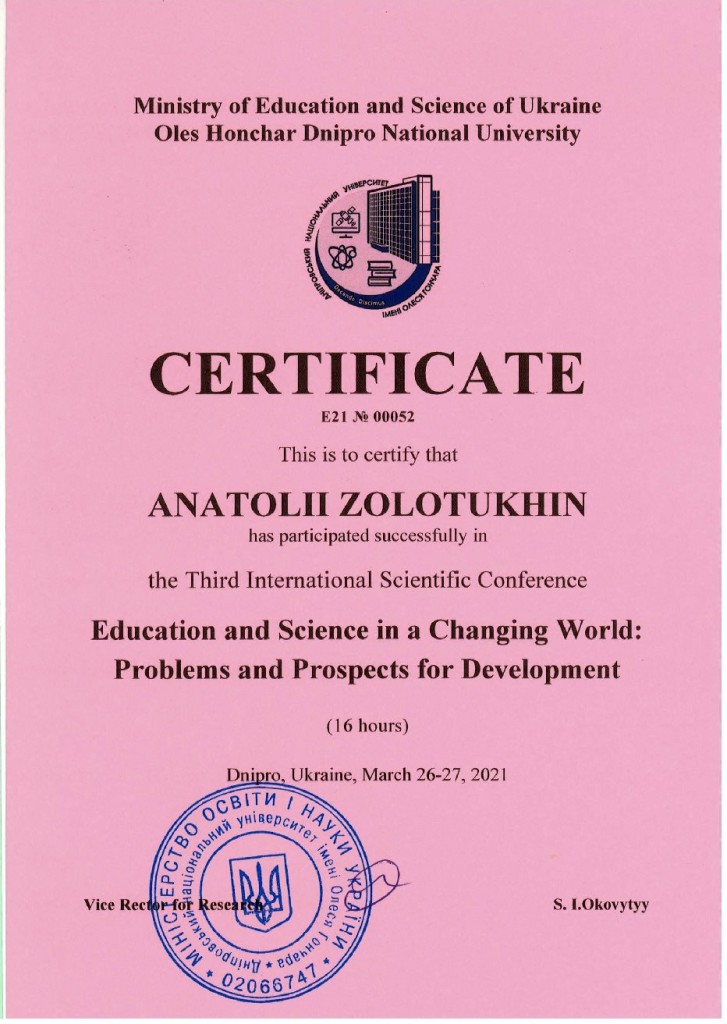 Ministry of Education and Science of Ukraine
Oles Honchar Dnipro National University
ДНІПРОВСЬКИЙ НАЦІОНАЛЬНИЙ УНІВЕРСИТЕТ
ІМЕНІ ОЛЕСЯ ГОНЧАРА
Docendo Discimus
CERTIFICATE
E21 № 00052
This is to certify that
ANATOLII ZOLOTUKHIN
has participated successfully in
the Third International Scientific Conference
Education and Science in a Changing World:
Problems and Prospects for Development
(16 hours)
Dnipro, Ukraine, March 26-27, 2021
МІНІСТЕРСТВО ОСВІТИ І НАУКИ УКРАЇНИ
Дніпровський національний університет імені Олеся Гончара
* Дніпро *
* 02066747 *
Vice Rector for Research
S. I.Okovytyy